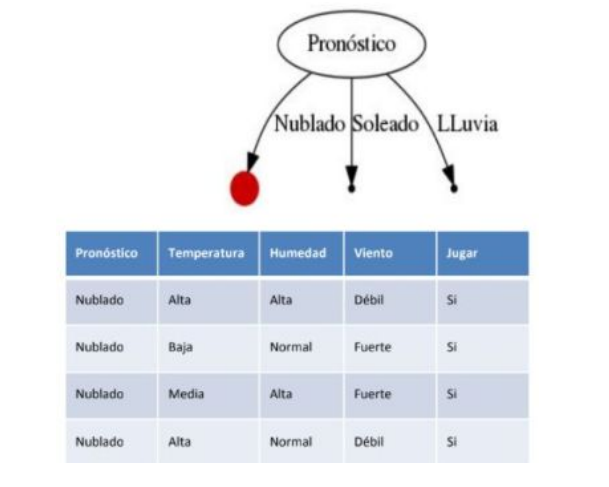 Pronóstico
Nublado Soleado LLuvia
Pronóstico Temperatura Humedad Viento Jugar
Nublado Alta Alta Débil Si
Nublado Baja Normal Fuerte Si
Nublado Media Alta Fuerte Si
Nublado Alta Normal Débil Si